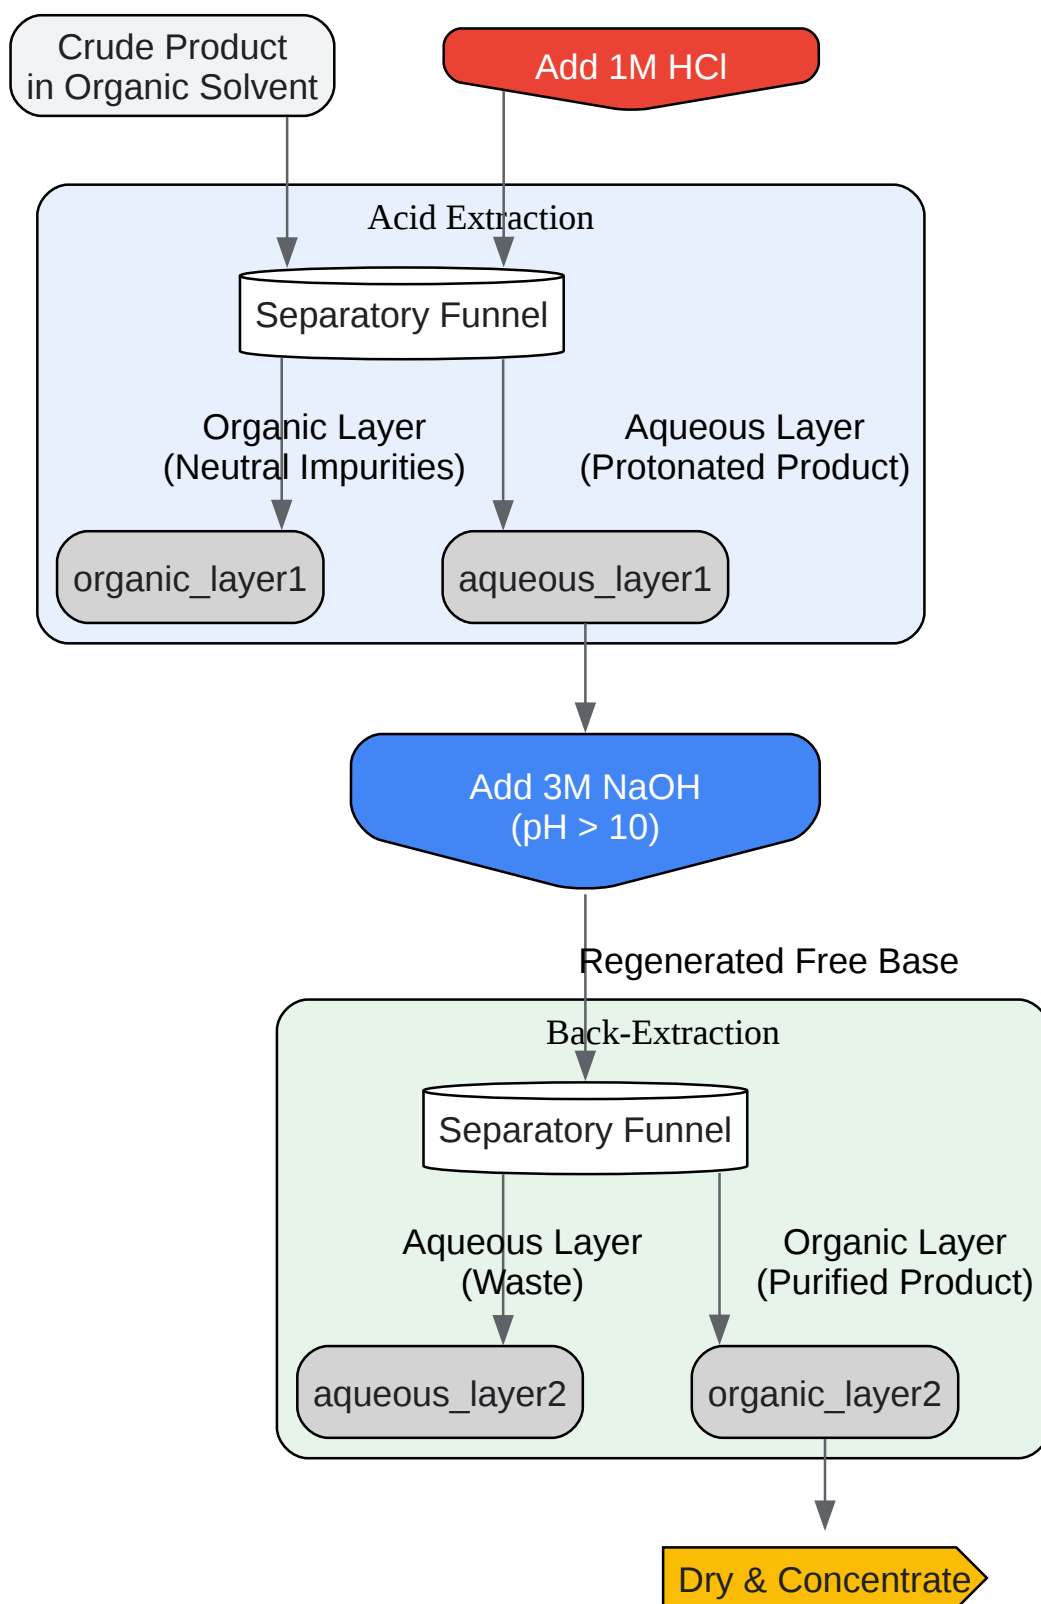 Crude Product
in Organic Solvent
Add 1M HCl
Acid Extraction
Separatory Funnel
Organic Layer
(Neutral Impurities)
Aqueous Layer
(Protonated Product)
organic_layer1
aqueous_layer1
Add 3M NaOH
(pH > 10)
Regenerated Free Base
Back-Extraction
Separatory Funnel
Aqueous Layer
(Waste)
Organic Layer
(Purified Product)
aqueous_layer2
organic_layer2
Dry & Concentrate